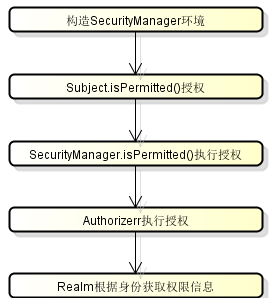 构造SecurityManager环境
Subject.isPermitted()授权
SecurityManager.isPermitted()执行授权
Authorizerr执行授权
Realm根据身份获取权限信息